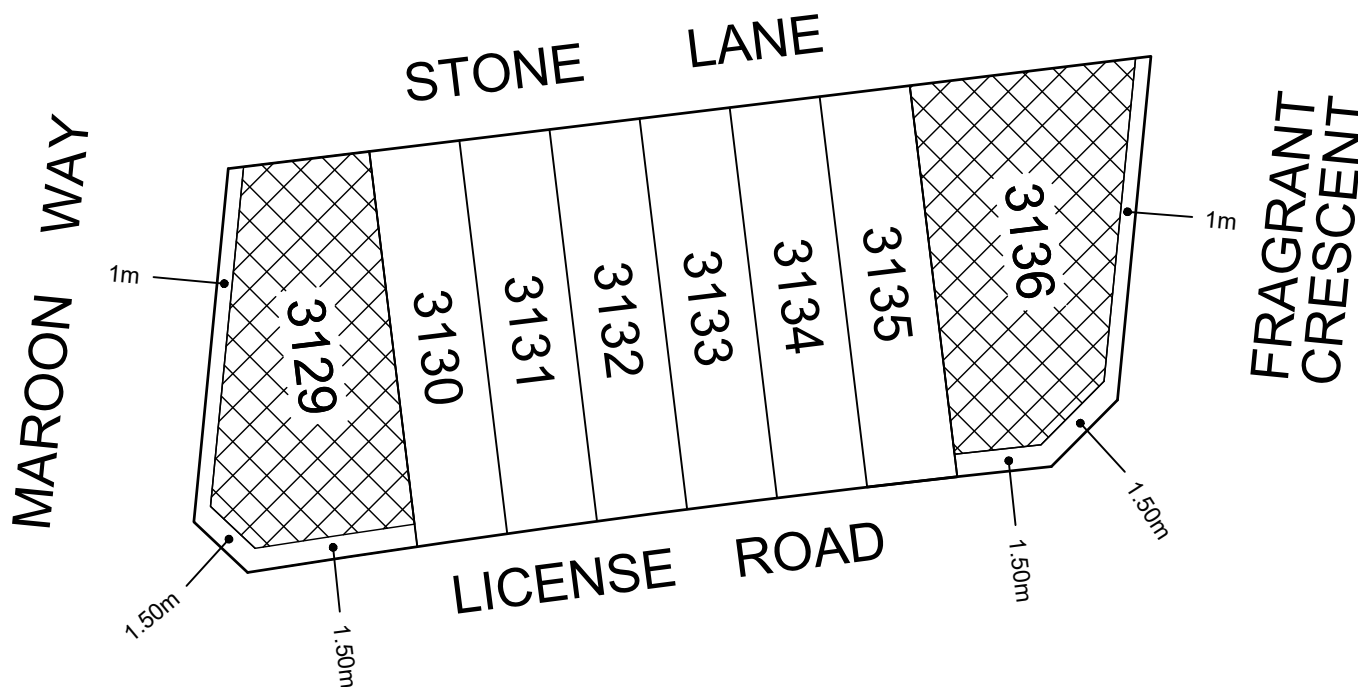 STONE LANE
MAROON WAY
FRAGRANT
CRESCENT
LICENSE ROAD
3129
3130
3131
3132
3133
3134
3135
3136
1m
1m
1.50m
1.50m
1.50m
1.50m